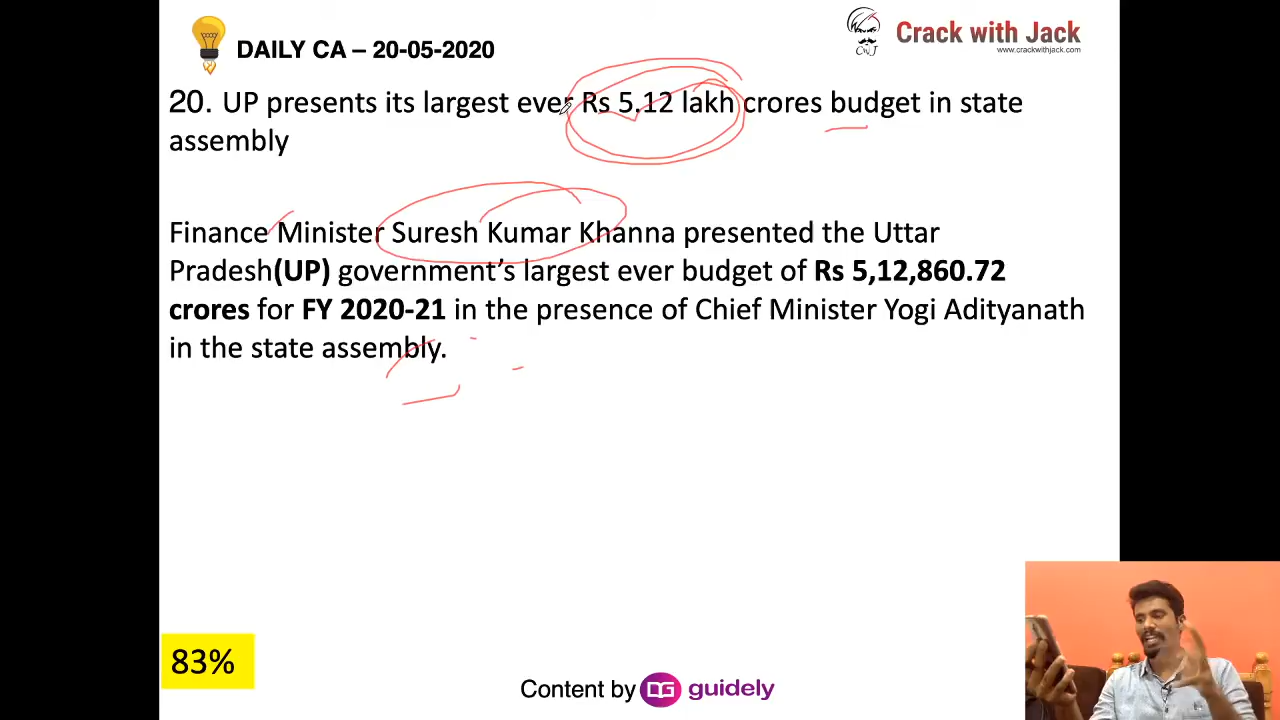 DAILY CA – 20-05-2020
Crack with Jack
www.crackwithjack.com
CWJ
20. UP presents its largest ever Rs 5.12 lakh crores budget in state
assembly
Finance Minister Suresh Kumar Khanna presented the Uttar
Pradesh(UP) government’s largest ever budget of Rs 5,12,860.72
crores for FY 2020-21 in the presence of Chief Minister Yogi Adityanath
in the state assembly.
83%
Content by guidely